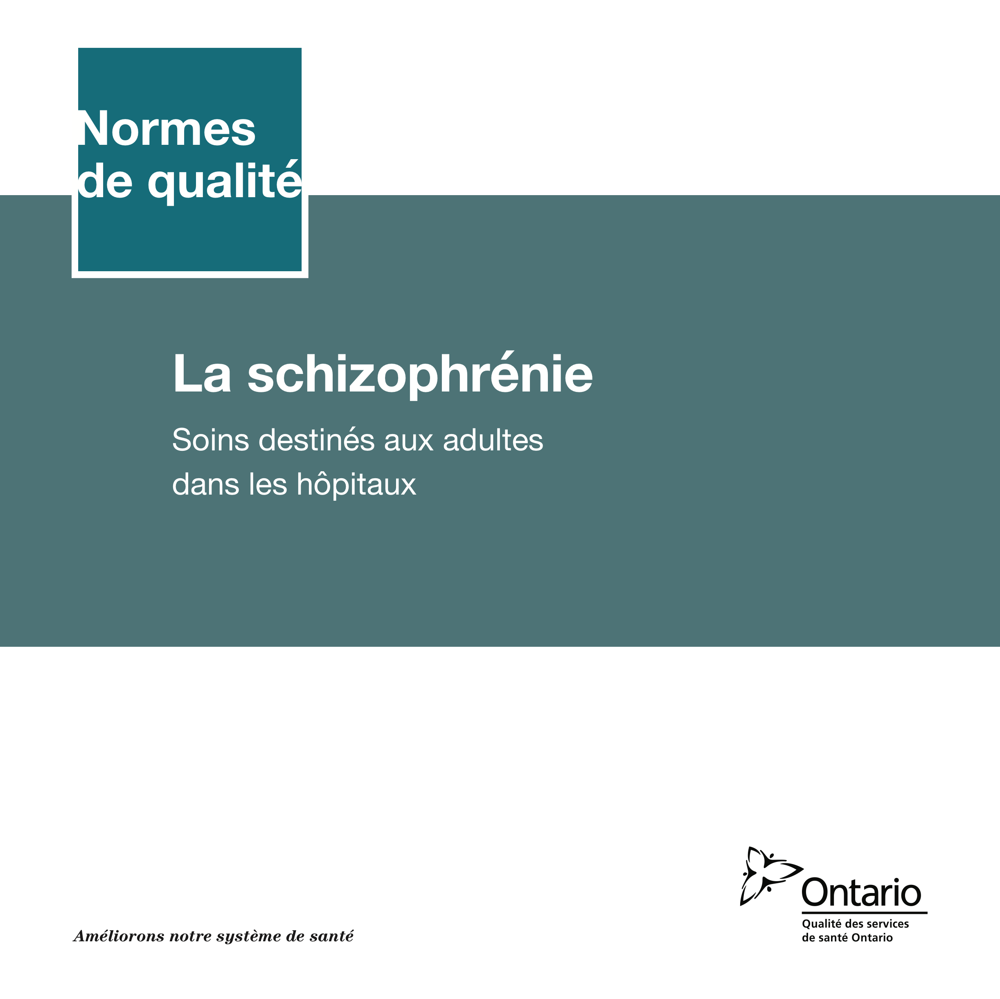 Normes
de qualité
La schizophrénie
Soins destinés aux adultes
dans les hôpitaux
Améliorons notre système de santé
Ontario
Qualité des services
de santé Ontario